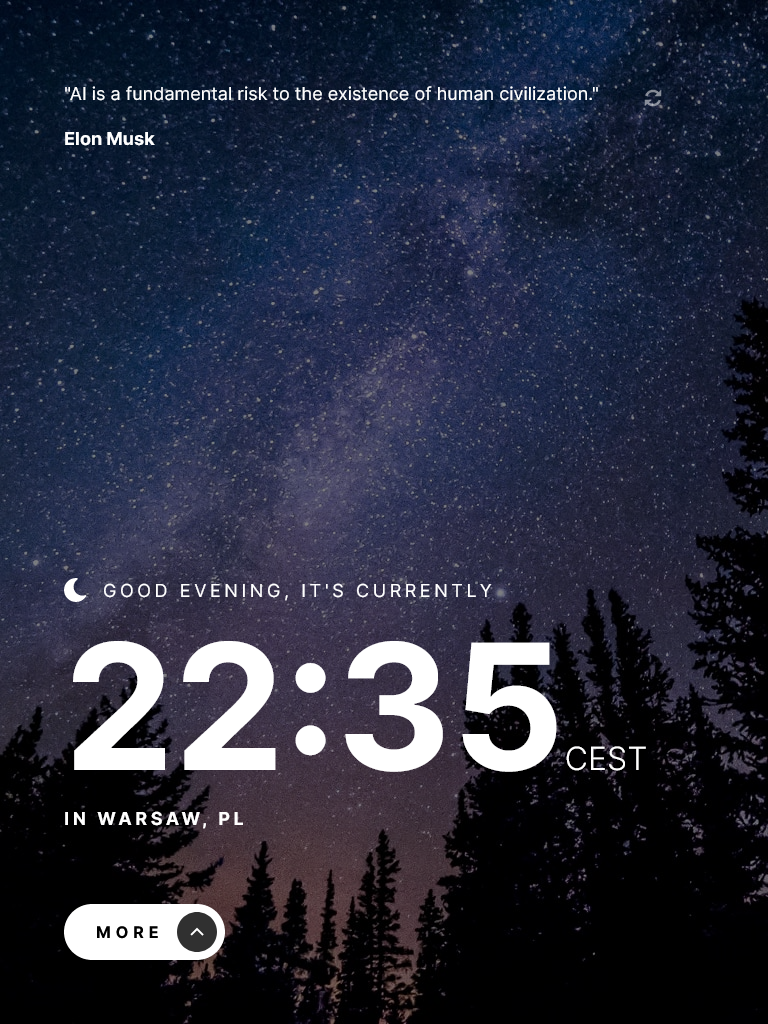 "AI is a fundamental risk to the existence of human civilization."
Elon Musk
GOOD EVENING, IT'S CURRENTLY
22:35 CEST
IN WARSAW, PL
MORE